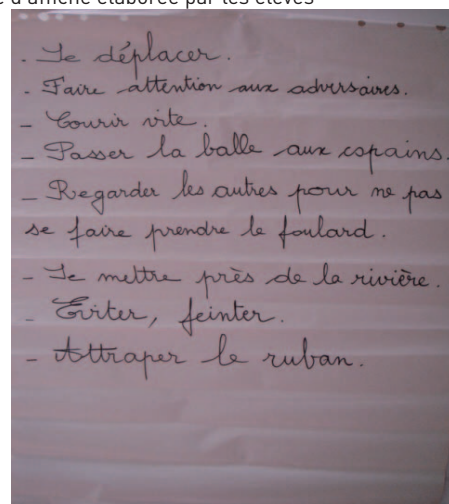 d'affiche élaborée par les élèves
. Se déplacer.
- Faire attention aux adversaires.
- Courir vite.
- Passer la balle aux copains.
- Regarder les autres pour ne pas
se faire prendre le foulard.
- Se mettre près de la rivière.
- Eviter, feinter.
- Attraper le ruban.